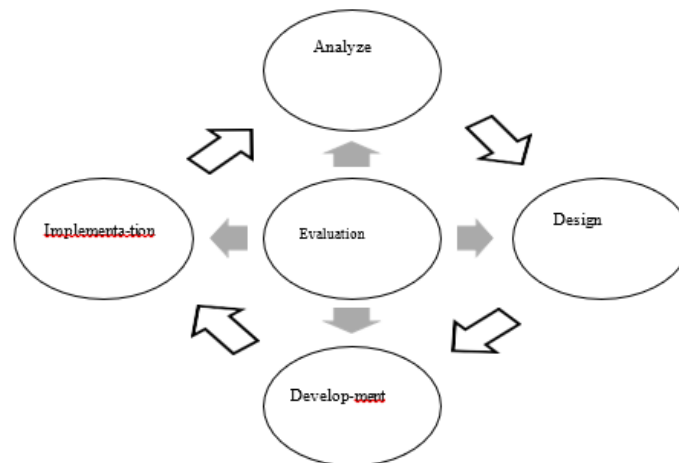 Analyze
Implementa-tion
Evaluation
Design
Develop-ment